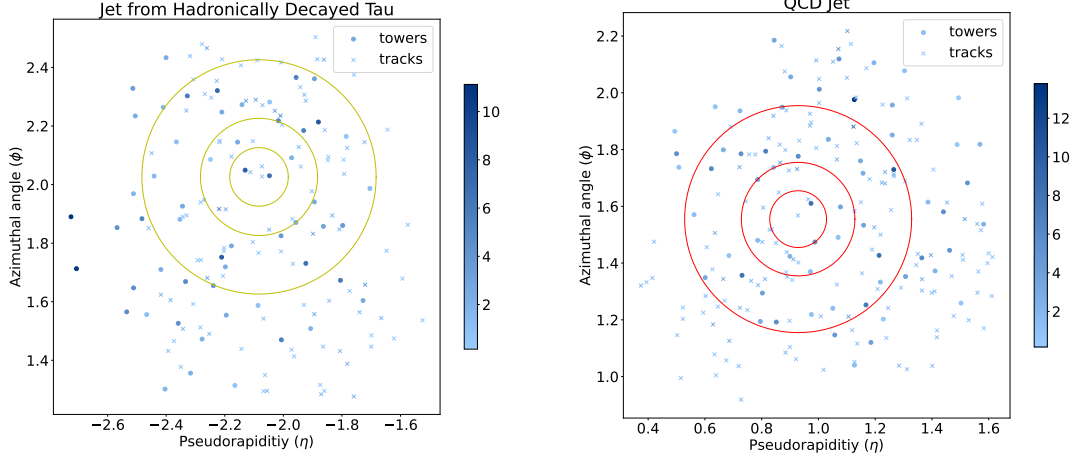 Jet from Hadronically Decayed Tau
towers
tracks
2.4
2.2
2.0
1.8
1.6
1.4
Azimuthal angle (ϕ)
−2.6 −2.4 −2.2 −2.0 −1.8 −1.6
Pseudorapiditiy (η)
10
8
6
4
2
QCD Jet
towers
tracks
2.2
2.0
1.8
1.6
1.4
1.2
1.0
Azimuthal angle (ϕ)
0.4 0.6 0.8 1.0 1.2 1.4 1.6
Pseudorapiditiy (η)
12
10
8
6
4
2